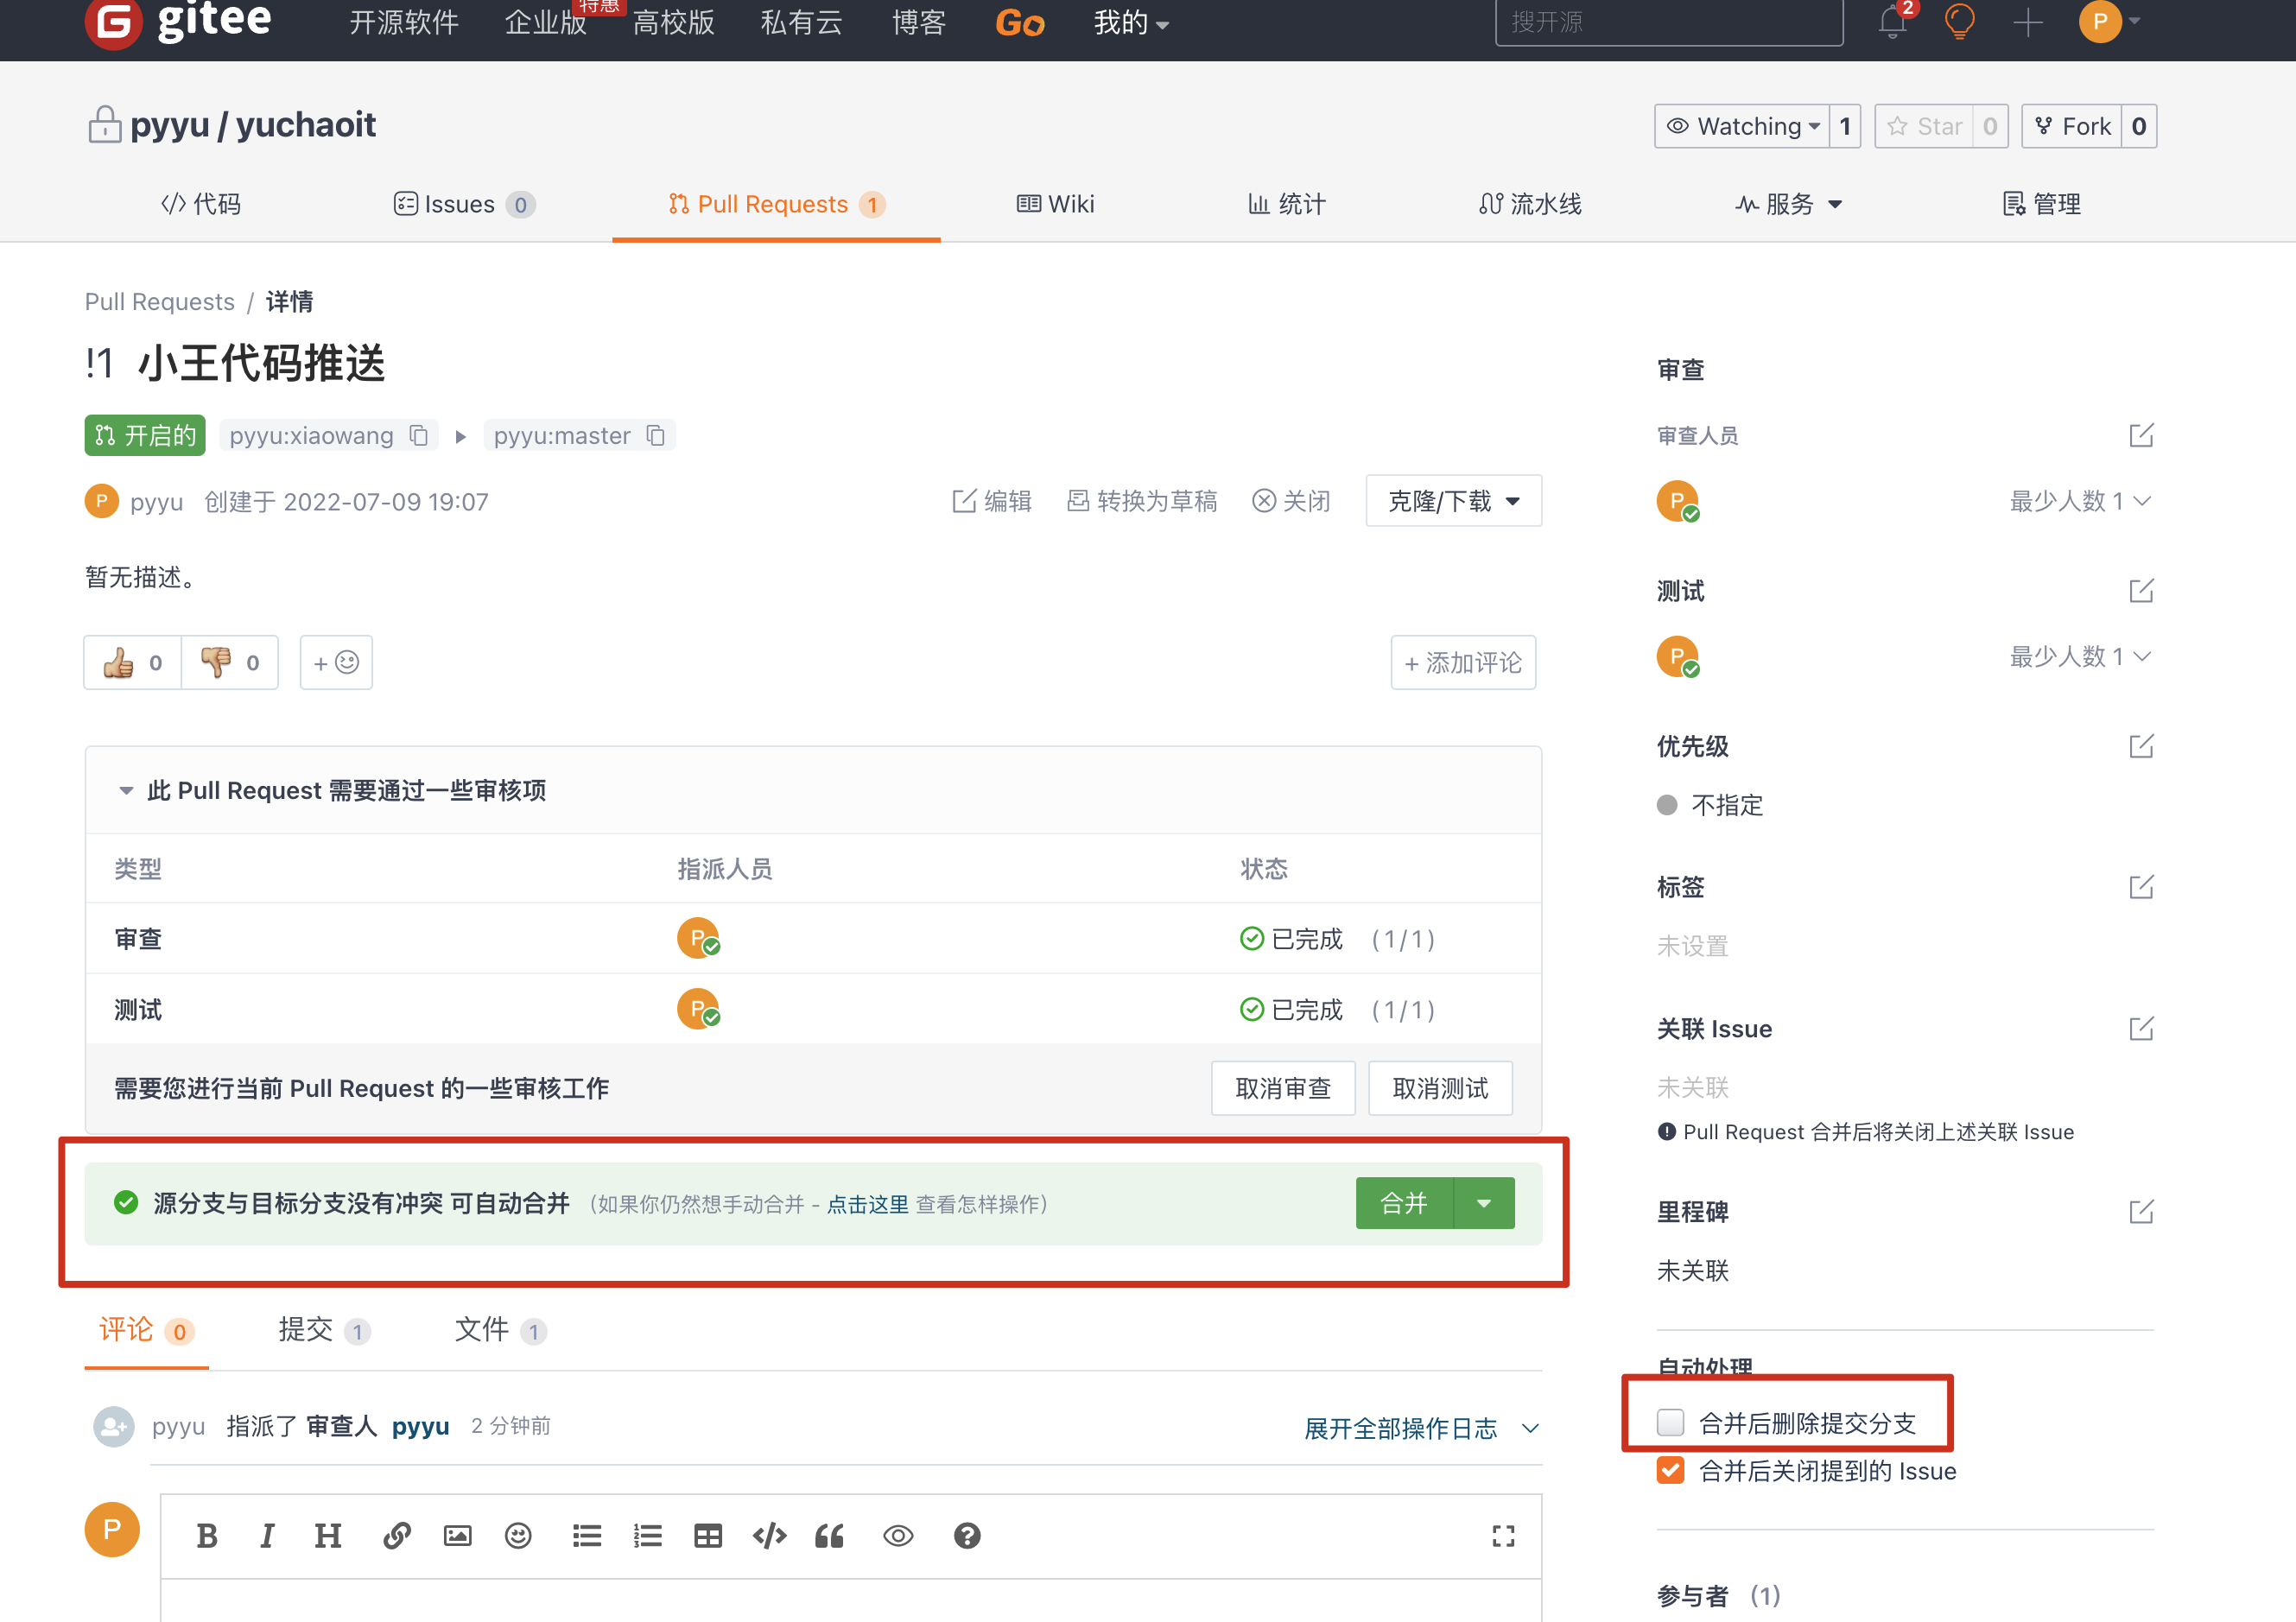 gitee 开源软件 企业版 特惠 高校版 私有云 博客 Go 我的 搜开源 2 P
pyyu / yuchaoit Watching 1 Star 0 Fork 0
代码 Issues 0 Pull Requests 1 Wiki 统计 流水线 服务 管理
Pull Requests / 详情
!1 小王代码推送
开启的 pyyu:xiaowang pyyu:master
P pyyu 创建于 2022-07-09 19:07 编辑 转换为草稿 关闭 克隆/下载
暂无描述。
0 0 + + 添加评论
此 Pull Request 需要通过一些审核项
类型 指派人员 状态
审查 P 已完成 (1/1)
测试 P 已完成 (1/1)
需要您进行当前 Pull Request 的一些审核工作 取消审查 取消测试
源分支与目标分支没有冲突 可自动合并 (如果你仍然想手动合并 - 点击这里 查看怎样操作) 合并
评论 0 提交 1 文件 1
pyyu 指派了 审查人 pyyu 2 分钟前 展开全部操作日志
P B I H
审查
审查人员
P 最少人数 1
测试
P 最少人数 1
优先级
不指定
标签
未设置
关联 Issue
未关联
Pull Request 合并后将关闭上述关联 Issue
里程碑
未关联
自动处理
合并后删除提交分支
合并后关闭提到的 Issue
参与者 (1)